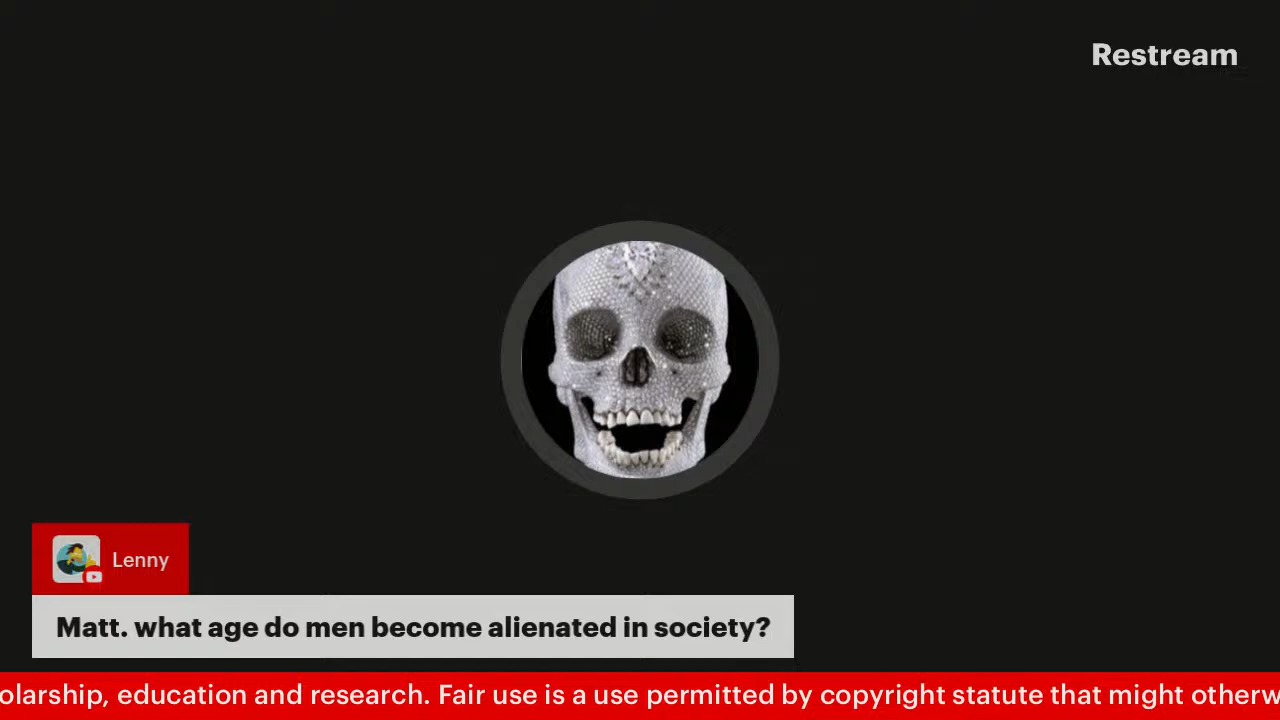 Restream
Lenny
Matt. what age do men become alienated in society?
olarship, education and research. Fair use is a use permitted by copyright statute that might otherw